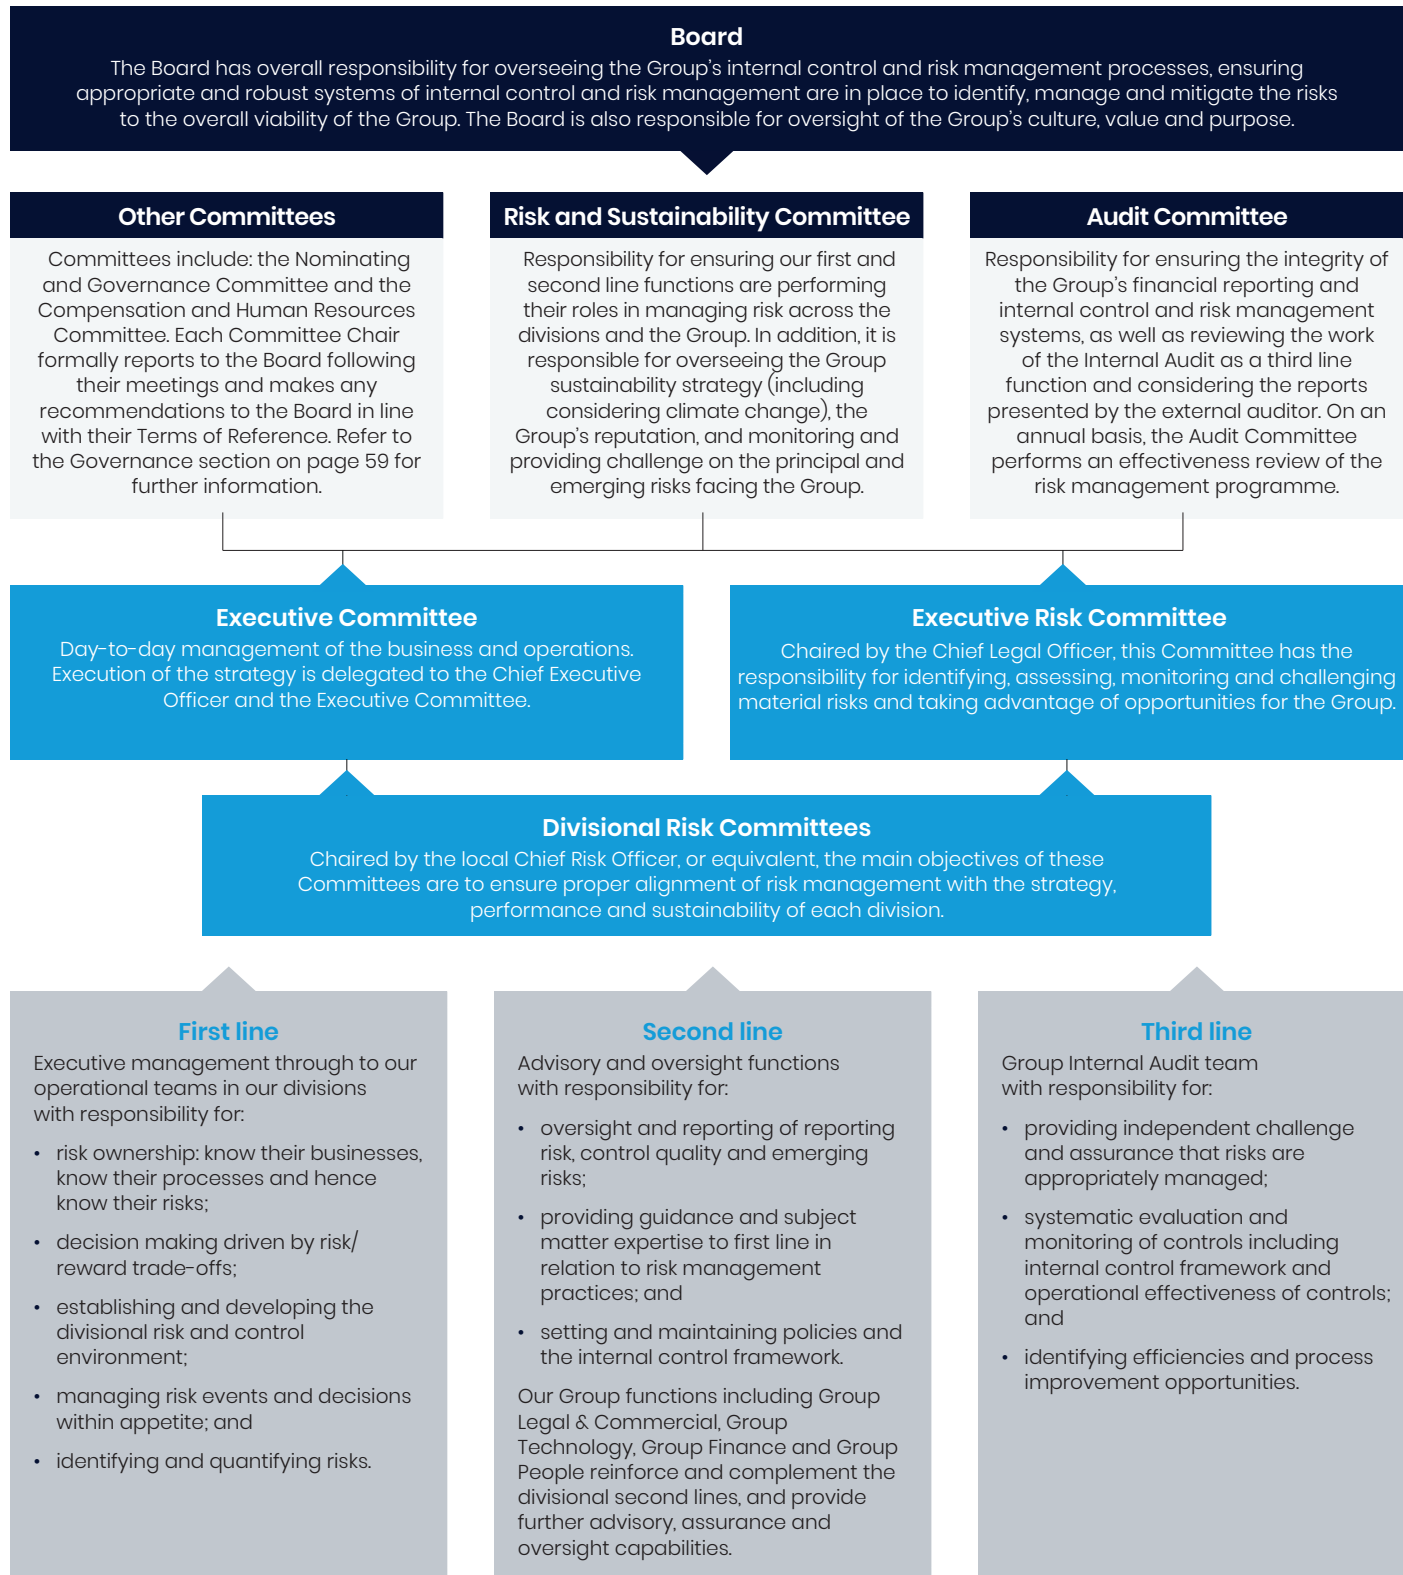 Board
The Board has overall responsibility for overseeing the Group's internal control and risk management processes, ensuring
appropriate and robust systems of internal control and risk management are in place to identify, manage and mitigate the risks
to the overall viability of the Group. The Board is also responsible for oversight of the Group's culture, value and purpose.
Other Committees
Committees include: the Nominating
and Governance Committee and the
Compensation and Human Resources
Committee. Each Committee Chair
formally reports to the Board following
their meetings and makes any
recommendations to the Board in line
with their Terms of Reference. Refer to
the Governance section on page 59 for
further information.
Risk and Sustainability Committee
Responsibility for ensuring our first and
second line functions are performing
their roles in managing risk across the
divisions and the Group. In addition, it is
responsible for overseeing the Group
sustainability strategy (including
considering climate change), the
Group's reputation, and monitoring and
providing challenge on the principal and
emerging risks facing the Group.
Audit Committee
Responsibility for ensuring the integrity of
the Group's financial reporting and
internal control and risk management
systems, as well as reviewing the work
of the Internal Audit as a third line
function and considering the reports
presented by the external auditor. On an
annual basis, the Audit Committee
performs an effectiveness review of the
risk management programme.
Executive Committee
Day-to-day management of the business and operations.
Execution of the strategy is delegated to the Chief Executive
Officer and the Executive Committee.
Executive Risk Committee
Chaired by the Chief Legal Officer, this Committee has the
responsibility for identifying, assessing, monitoring and challenging
material risks and taking advantage of opportunities for the Group.
Divisional Risk Committees
Chaired by the local Chief Risk Officer, or equivalent, the main objectives of these
Committees are to ensure proper alignment of risk management with the strategy,
performance and sustainability of each division.
First line
Executive management through to our
operational teams in our divisions
with responsibility for:
• risk ownership: know their businesses,
know their processes and hence
know their risks;
• decision making driven by risk/
reward trade-offs;
• establishing and developing the
divisional risk and control
environment;
• managing risk events and decisions
within appetite; and
• identifying and quantifying risks.
Second line
Advisory and oversight functions
with responsibility for:
• oversight and reporting of reporting
risk, control quality and emerging
risks;
• providing guidance and subject
matter expertise to first line in
relation to risk management
practices; and
• setting and maintaining policies and
the internal control framework.
Our Group functions including Group
Legal & Commercial, Group
Technology, Group Finance and Group
People reinforce and complement the
divisional second lines, and provide
further advisory, assurance and
oversight capabilities.
Third line
Group Internal Audit team
with responsibility for:
• providing independent challenge
and assurance that risks are
appropriately managed;
• systematic evaluation and
monitoring of controls including
internal control framework and
operational effectiveness of controls;
and
• identifying efficiencies and process
improvement opportunities.